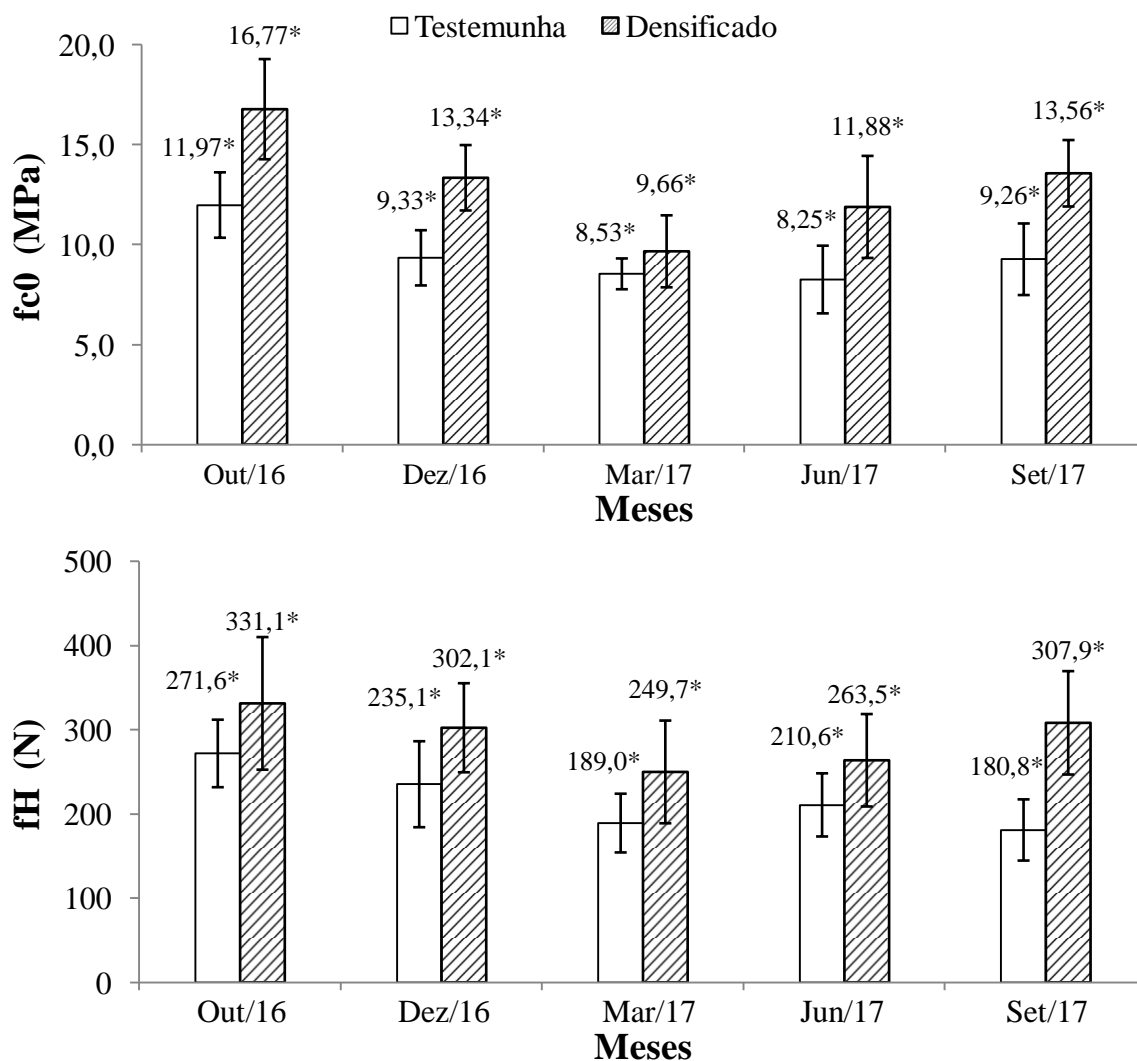 Testemunha Densificado
fc0 (MPa)
20,0
15,0
10,0
5,0
0,0
11,97* 16,77* 9,33* 13,34* 8,53* 9,66* 8,25* 11,88* 9,26* 13,56*
Out/16 Dez/16 Mar/17 Jun/17 Set/17
Meses
fH (N)
500
400
300
200
100
0
271,6* 331,1* 235,1* 302,1* 189,0* 249,7* 210,6* 263,5* 180,8* 307,9*
Out/16 Dez/16 Mar/17 Jun/17 Set/17
Meses